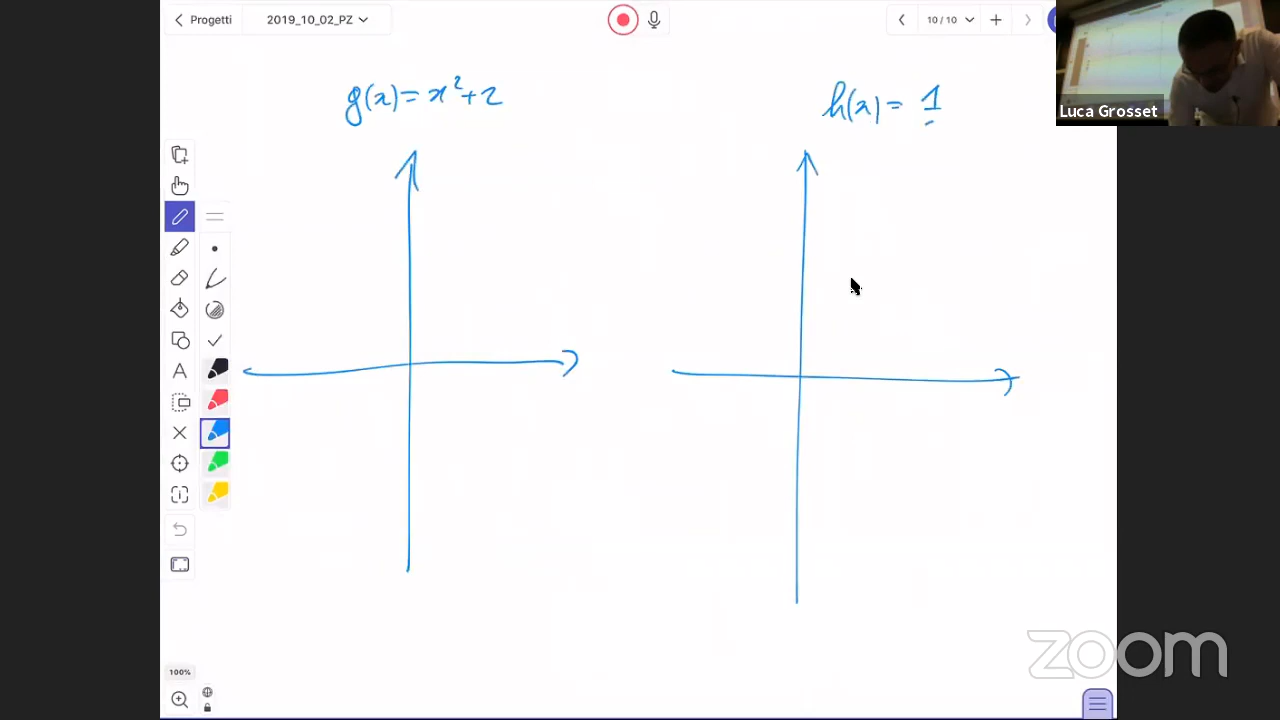 Progetti
2019_10_02_PZ
10 / 10
Luca Grosset
g(x) = x²+2
h(x) = 1
A
100%
zoom